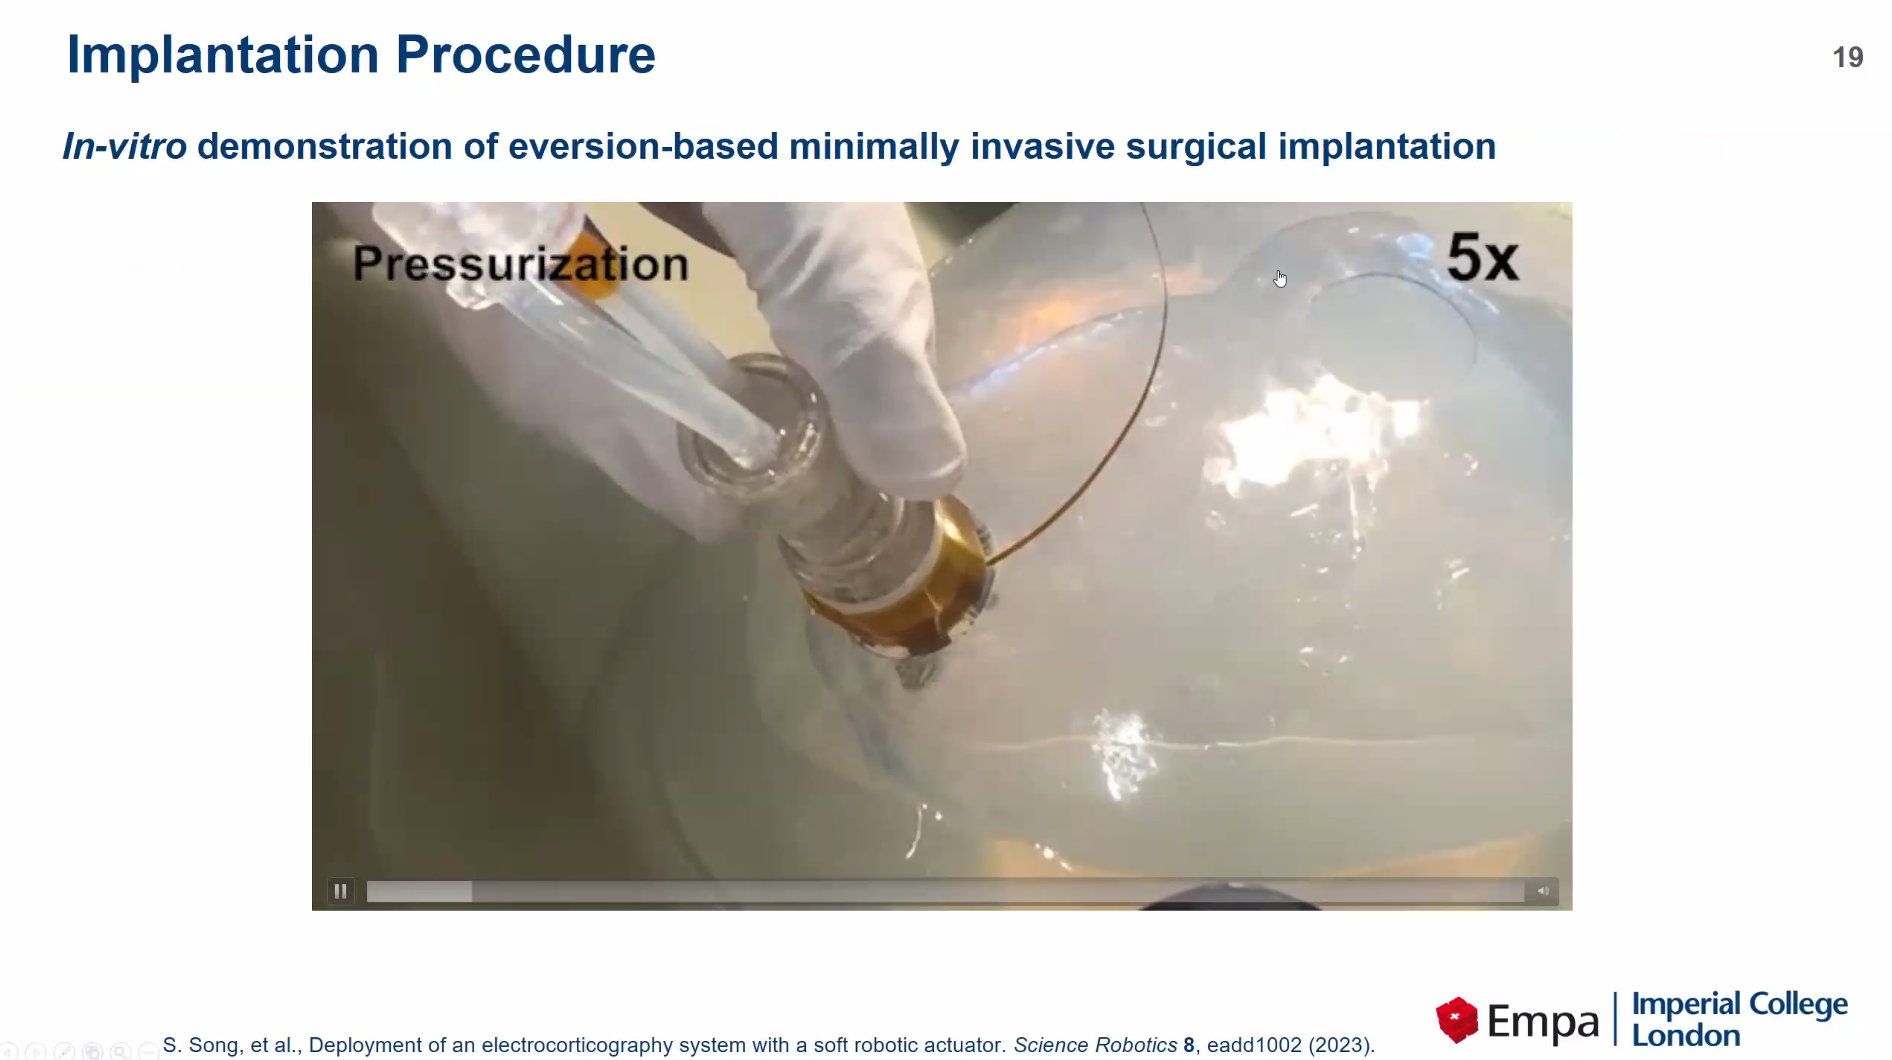 Implantation Procedure
19
In-vitro demonstration of eversion-based minimally invasive surgical implantation
Pressurization
5x
Empa
Imperial College
London
S. Song, et al., Deployment of an electrocorticography system with a soft robotic actuator. Science Robotics 8, eadd1002 (2023).